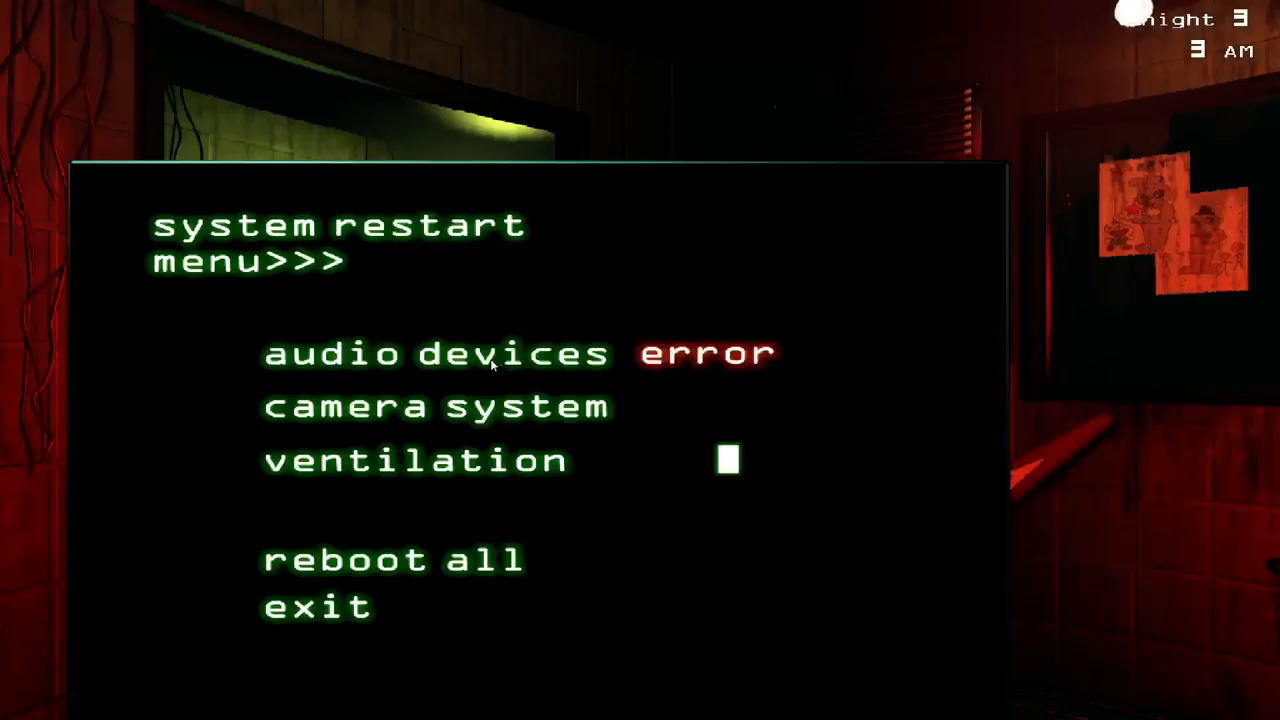 night 3
3 AM
system restart
menu>>>
audio devices error
camera system
ventilation
reboot all
exit